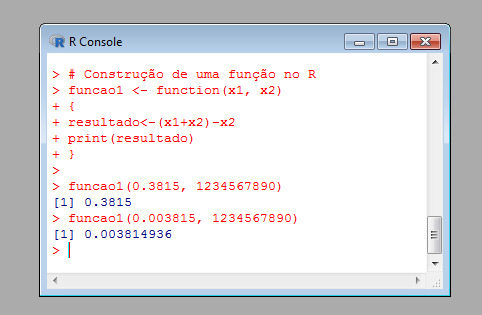 R Console
> # Construção de uma função no R
> funcao1 <- function(x1, x2)
+ {
+ resultado<-(x1+x2)-x2
+ print(resultado)
+ }
>
> funcao1(0.3815, 1234567890)
[1] 0.3815
> funcao1(0.003815, 1234567890)
[1] 0.003814936
>